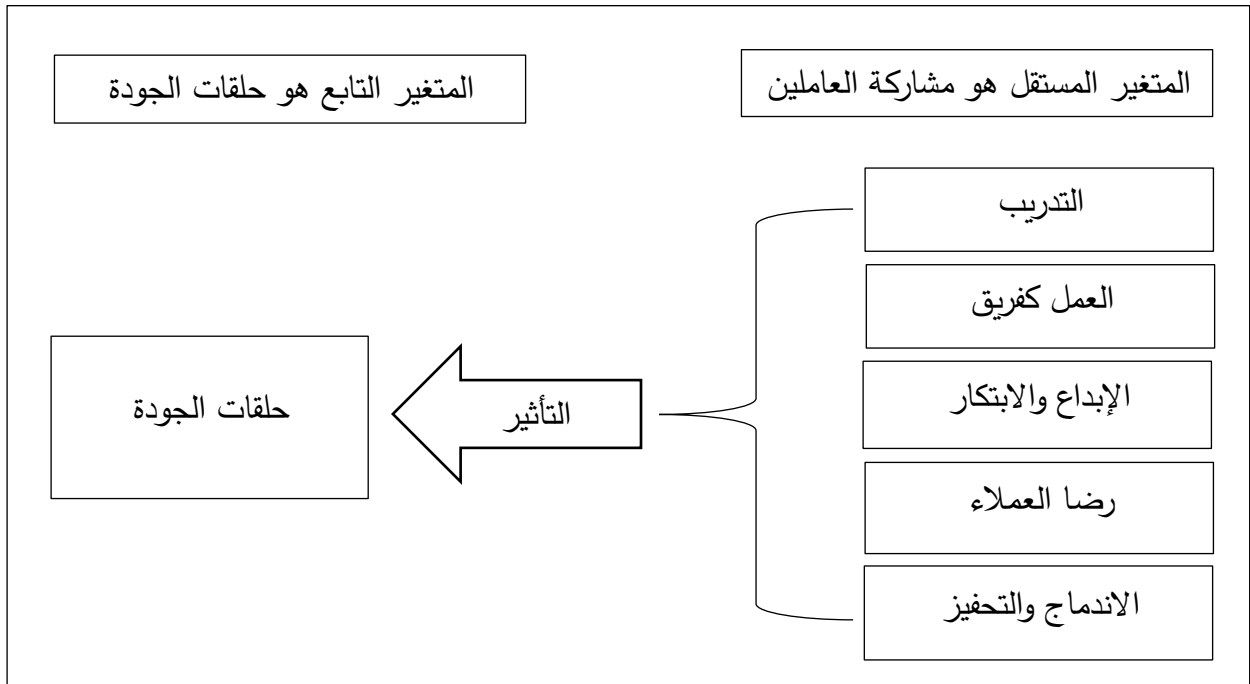 المتغير المستقل هو مشاركة العاملين
المتغير التابع هو حلقات الجودة
التدريب
العمل كفريق
الإبداع والابتكار
رضا العملاء
الاندماج والتحفيز
التأثير
حلقات الجودة